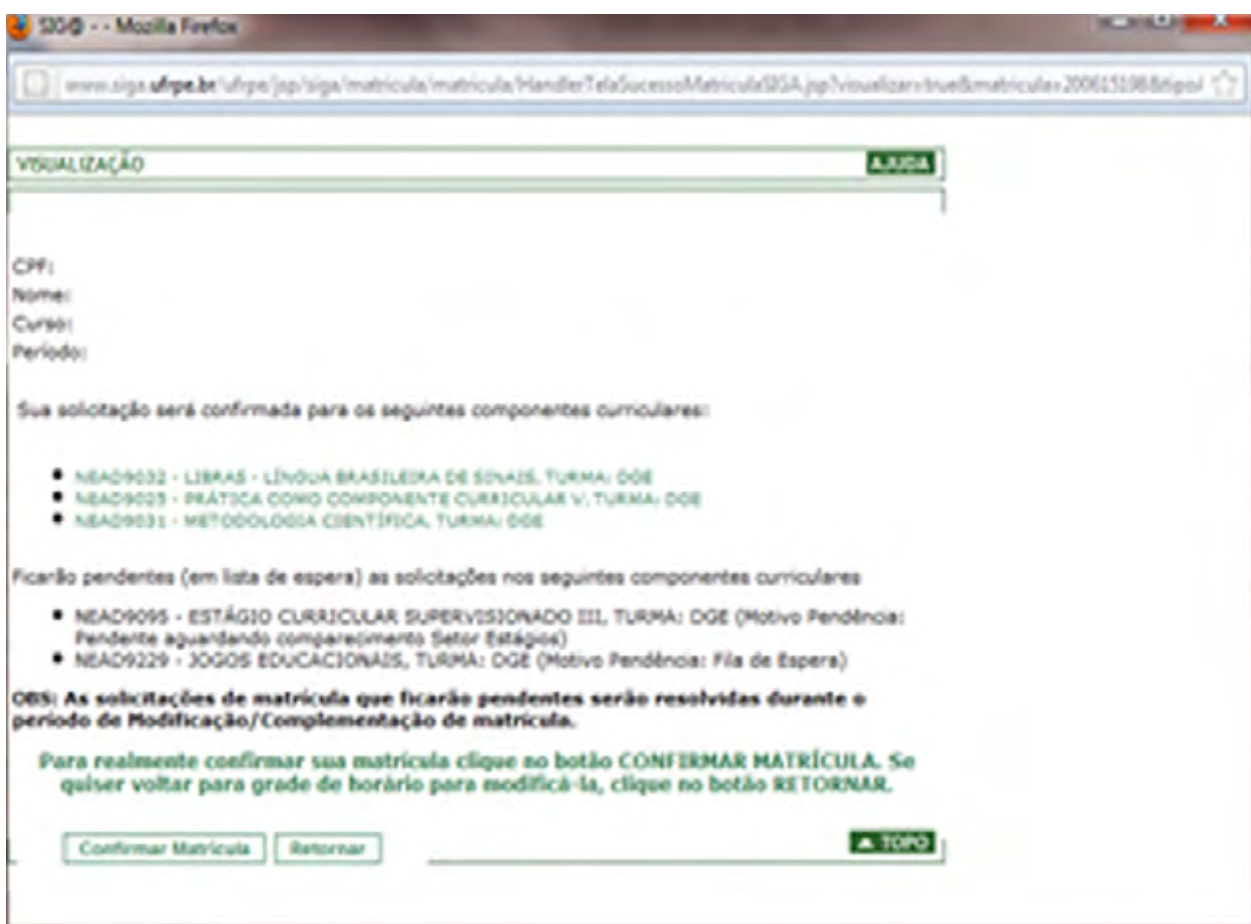 SIG@ - - Mozilla Firefox
www.siga.ufrpe.br/ufrpe/jsp/siga/matricula/matricula/HandlerTelaSucessoMatriculaSIGA.jsp?visualizar=true&matricula=200615198&tipo/
VISUALIZAÇÃO AJUDA
CPF:
Nome:
Curso:
Período:
Sua solicitação será confirmada para os seguintes componentes curriculares:
• NEAD9032 - LIBRAS - LÍNGUA BRASILEIRA DE SINAIS, TURMA: DGE
• NEAD9025 - PRÁTICA COMO COMPONENTE CURRICULAR V, TURMA: DGE
• NEAD9031 - METODOLOGIA CIENTÍFICA, TURMA: DGE
Ficarão pendentes (em lista de espera) as solicitações nos seguintes componentes curriculares
• NEAD9095 - ESTÁGIO CURRICULAR SUPERVISIONADO III, TURMA: DGE (Motivo Pendência:
Pendente aguardando comparecimento Setor Estágios)
• NEAD9229 - JOGOS EDUCACIONAIS, TURMA: DGE (Motivo Pendência: Fila de Espera)
OBS: As solicitações de matrícula que ficarão pendentes serão resolvidas durante o
período de Modificação/Complementação de matrícula.
Para realmente confirmar sua matrícula clique no botão CONFIRMAR MATRÍCULA. Se
quiser voltar para grade de horário para modificá-la, clique no botão RETORNAR.
Confirmar Matrícula Retornar ▲ TOPO